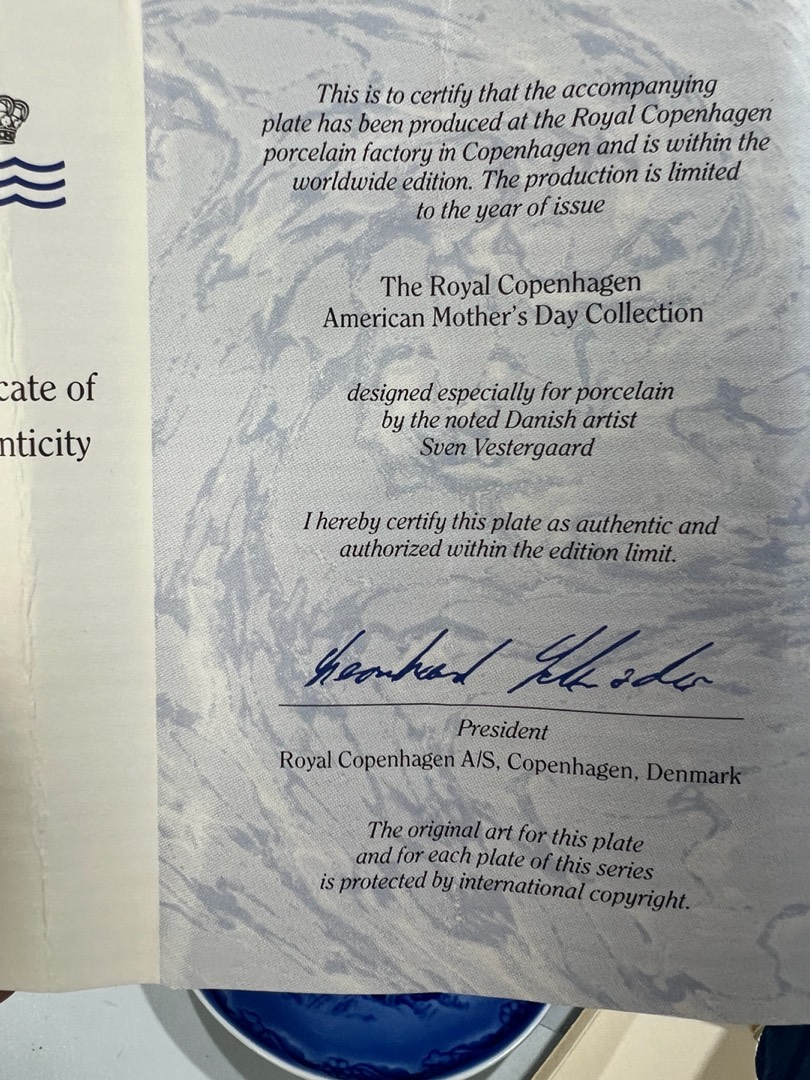 cate of
nticity
This is to certify that the accompanying
plate has been produced at the Royal Copenhagen
porcelain factory in Copenhagen and is within the
worldwide edition. The production is limited
to the year of issue
The Royal Copenhagen
American Mother's Day Collection
designed especially for porcelain
by the noted Danish artist
Sven Vestergaard
I hereby certify this plate as authentic and
authorized within the edition limit.
President
Royal Copenhagen A/S, Copenhagen, Denmark
The original art for this plate
and for each plate of this series
is protected by international copyright.